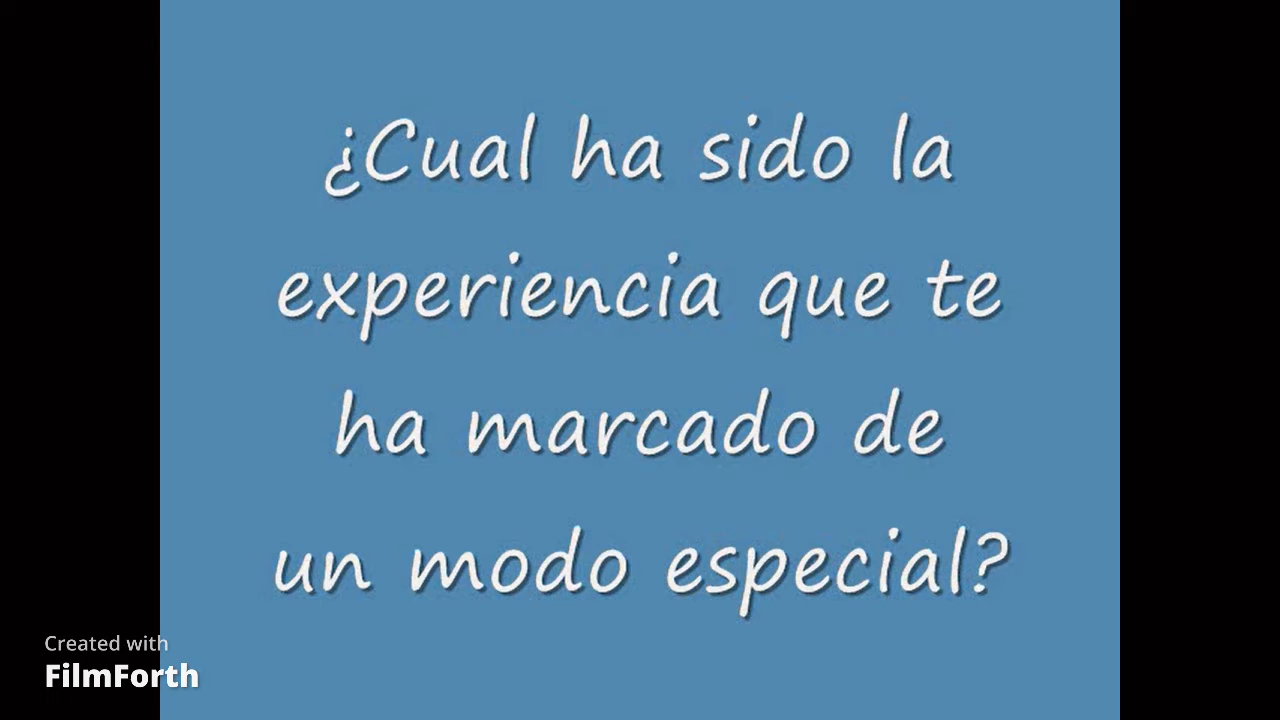 ¿Cual ha sido la
experiencia que te
ha marcado de
un modo especial?
Created with
FilmForth